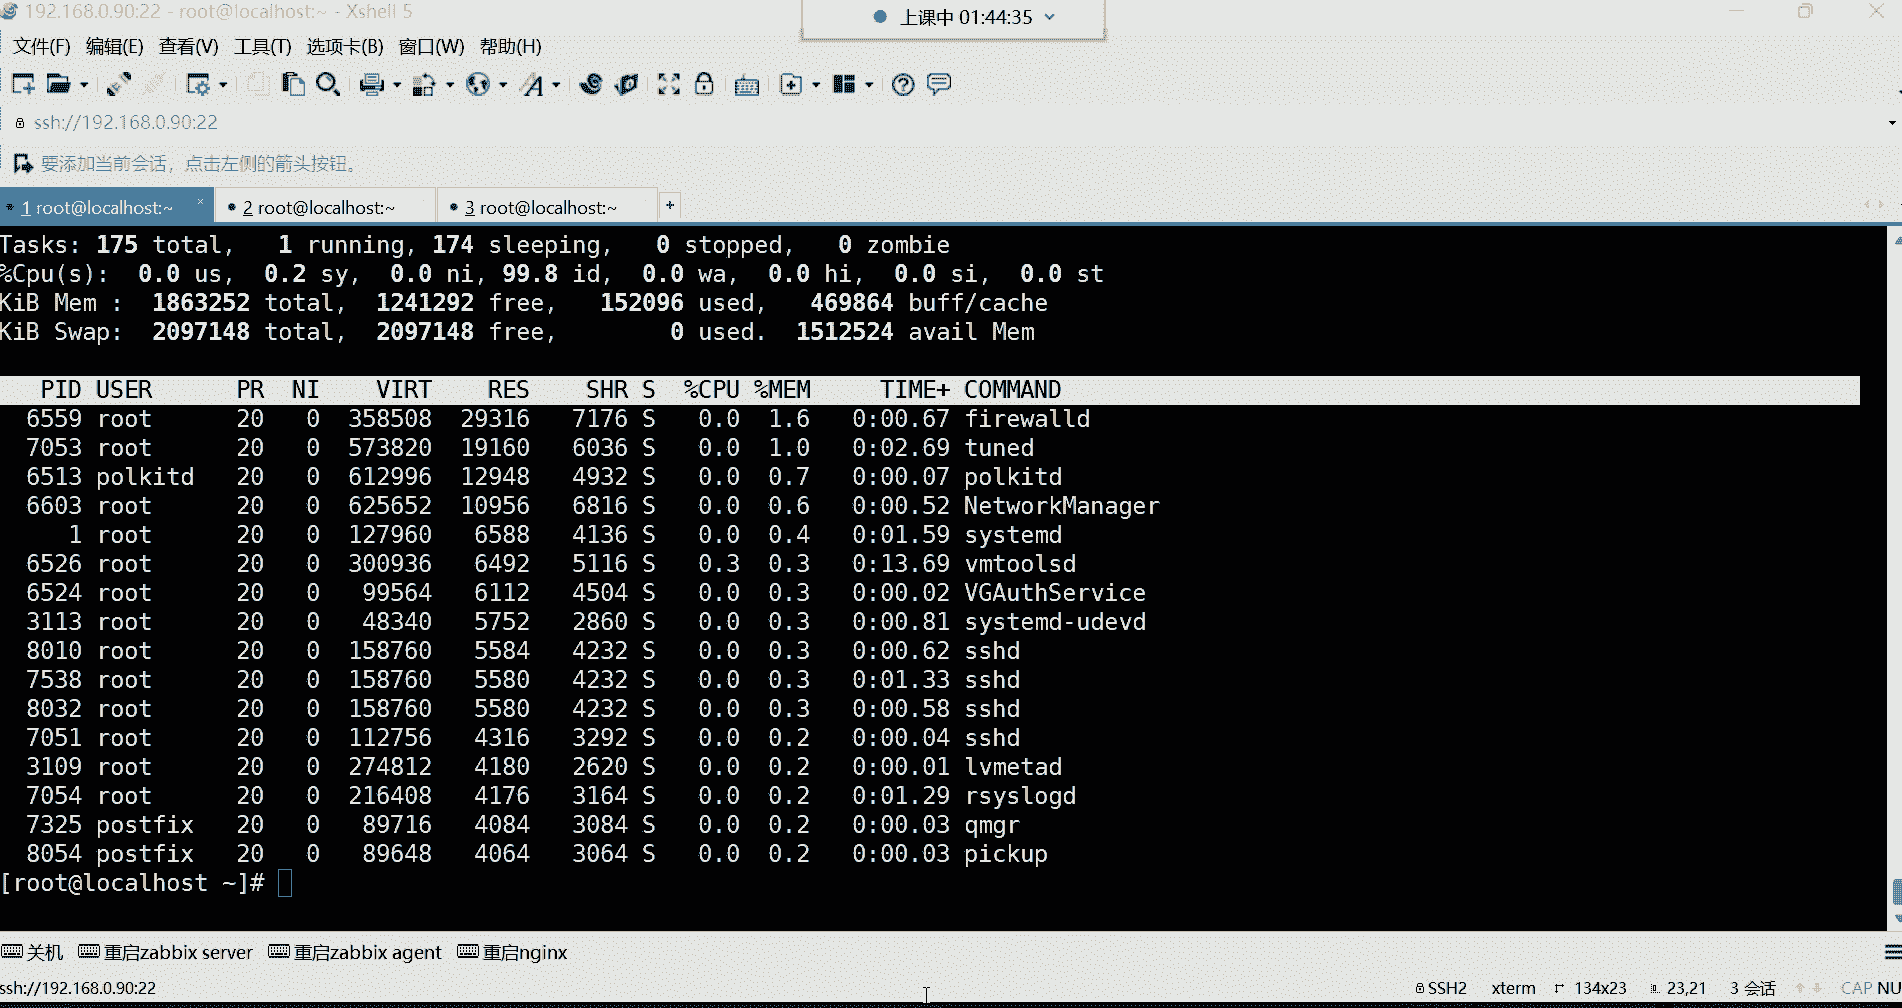 192.168.0.90:22 - root@localhost:~ - Xshell 5
上课中 01:44:35
文件(F) 编辑(E) 查看(V) 工具(T) 选项卡(B) 窗口(W) 帮助(H)
ssh://192.168.0.90:22
要添加当前会话，点击左侧的箭头按钮。
1 root@localhost:~ × 2 root@localhost:~ 3 root@localhost:~ +
Tasks: 175 total, 1 running, 174 sleeping, 0 stopped, 0 zombie
%Cpu(s): 0.0 us, 0.2 sy, 0.0 ni, 99.8 id, 0.0 wa, 0.0 hi, 0.0 si, 0.0 st
KiB Mem : 1863252 total, 1241292 free, 152096 used, 469864 buff/cache
KiB Swap: 2097148 total, 2097148 free, 0 used. 1512524 avail Mem
PID USER PR NI VIRT RES SHR S %CPU %MEM TIME+ COMMAND
6559 root 20 0 358508 29316 7176 S 0.0 1.6 0:00.67 firewalld
7053 root 20 0 573820 19160 6036 S 0.0 1.0 0:02.69 tuned
6513 polkitd 20 0 612996 12948 4932 S 0.0 0.7 0:00.07 polkitd
6603 root 20 0 625652 10956 6816 S 0.0 0.6 0:00.52 NetworkManager
1 root 20 0 127960 6588 4136 S 0.0 0.4 0:01.59 systemd
6526 root 20 0 300936 6492 5116 S 0.3 0.3 0:13.69 vmtoolsd
6524 root 20 0 99564 6112 4504 S 0.0 0.3 0:00.02 VGAuthService
3113 root 20 0 48340 5752 2860 S 0.0 0.3 0:00.81 systemd-udevd
8010 root 20 0 158760 5584 4232 S 0.0 0.3 0:00.62 sshd
7538 root 20 0 158760 5580 4232 S 0.0 0.3 0:01.33 sshd
8032 root 20 0 158760 5580 4232 S 0.0 0.3 0:00.58 sshd
7051 root 20 0 112756 4316 3292 S 0.0 0.2 0:00.04 sshd
3109 root 20 0 274812 4180 2620 S 0.0 0.2 0:00.01 lvmetad
7054 root 20 0 216408 4176 3164 S 0.0 0.2 0:01.29 rsyslogd
7325 postfix 20 0 89716 4084 3084 S 0.0 0.2 0:00.03 qmgr
8054 postfix 20 0 89648 4064 3064 S 0.0 0.2 0:00.03 pickup
[root@localhost ~]#
关机 重启zabbix server 重启zabbix agent 重启nginx
ssh://192.168.0.90:22 SSH2 xterm 134x23 23,21 3 会话 CAP NU